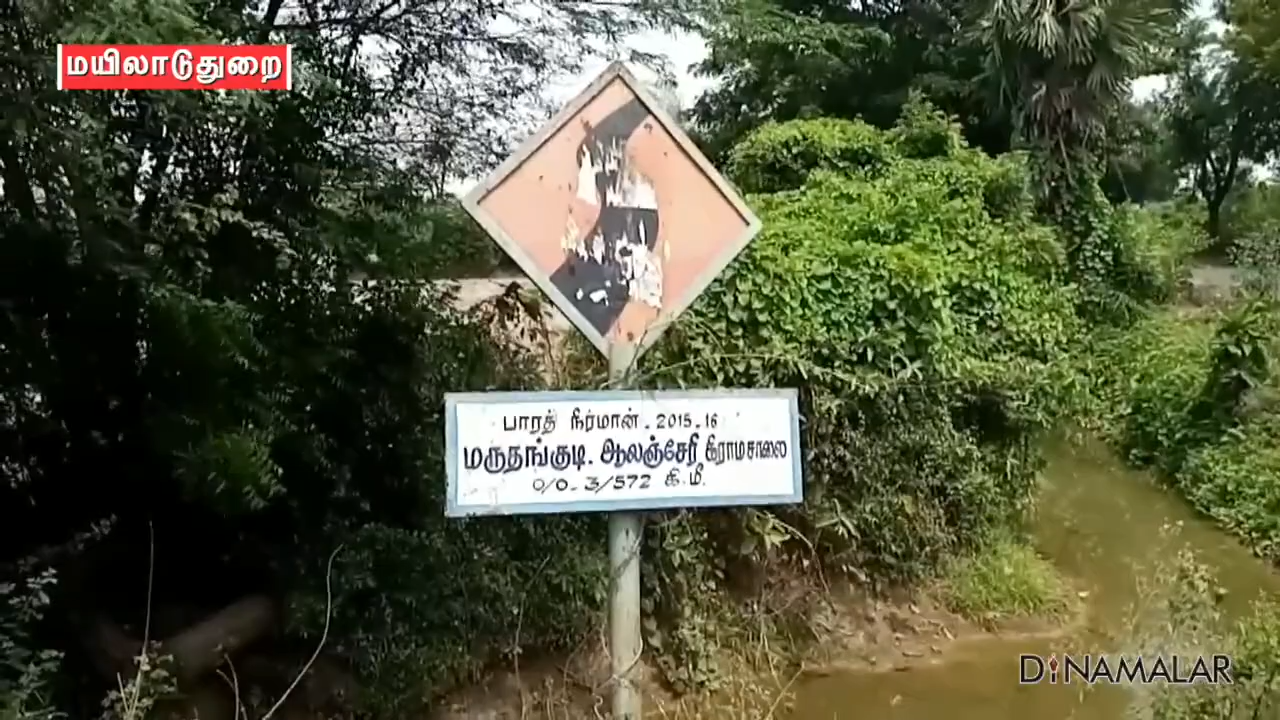 மயிலாடுதுறை
பாரத் நீர்மான் - 2015-16
மருதங்குடி - ஆலஞ்சேரி கிராமசாலை
0/0 - 3/572 கி.மீ.
DINAMALAR